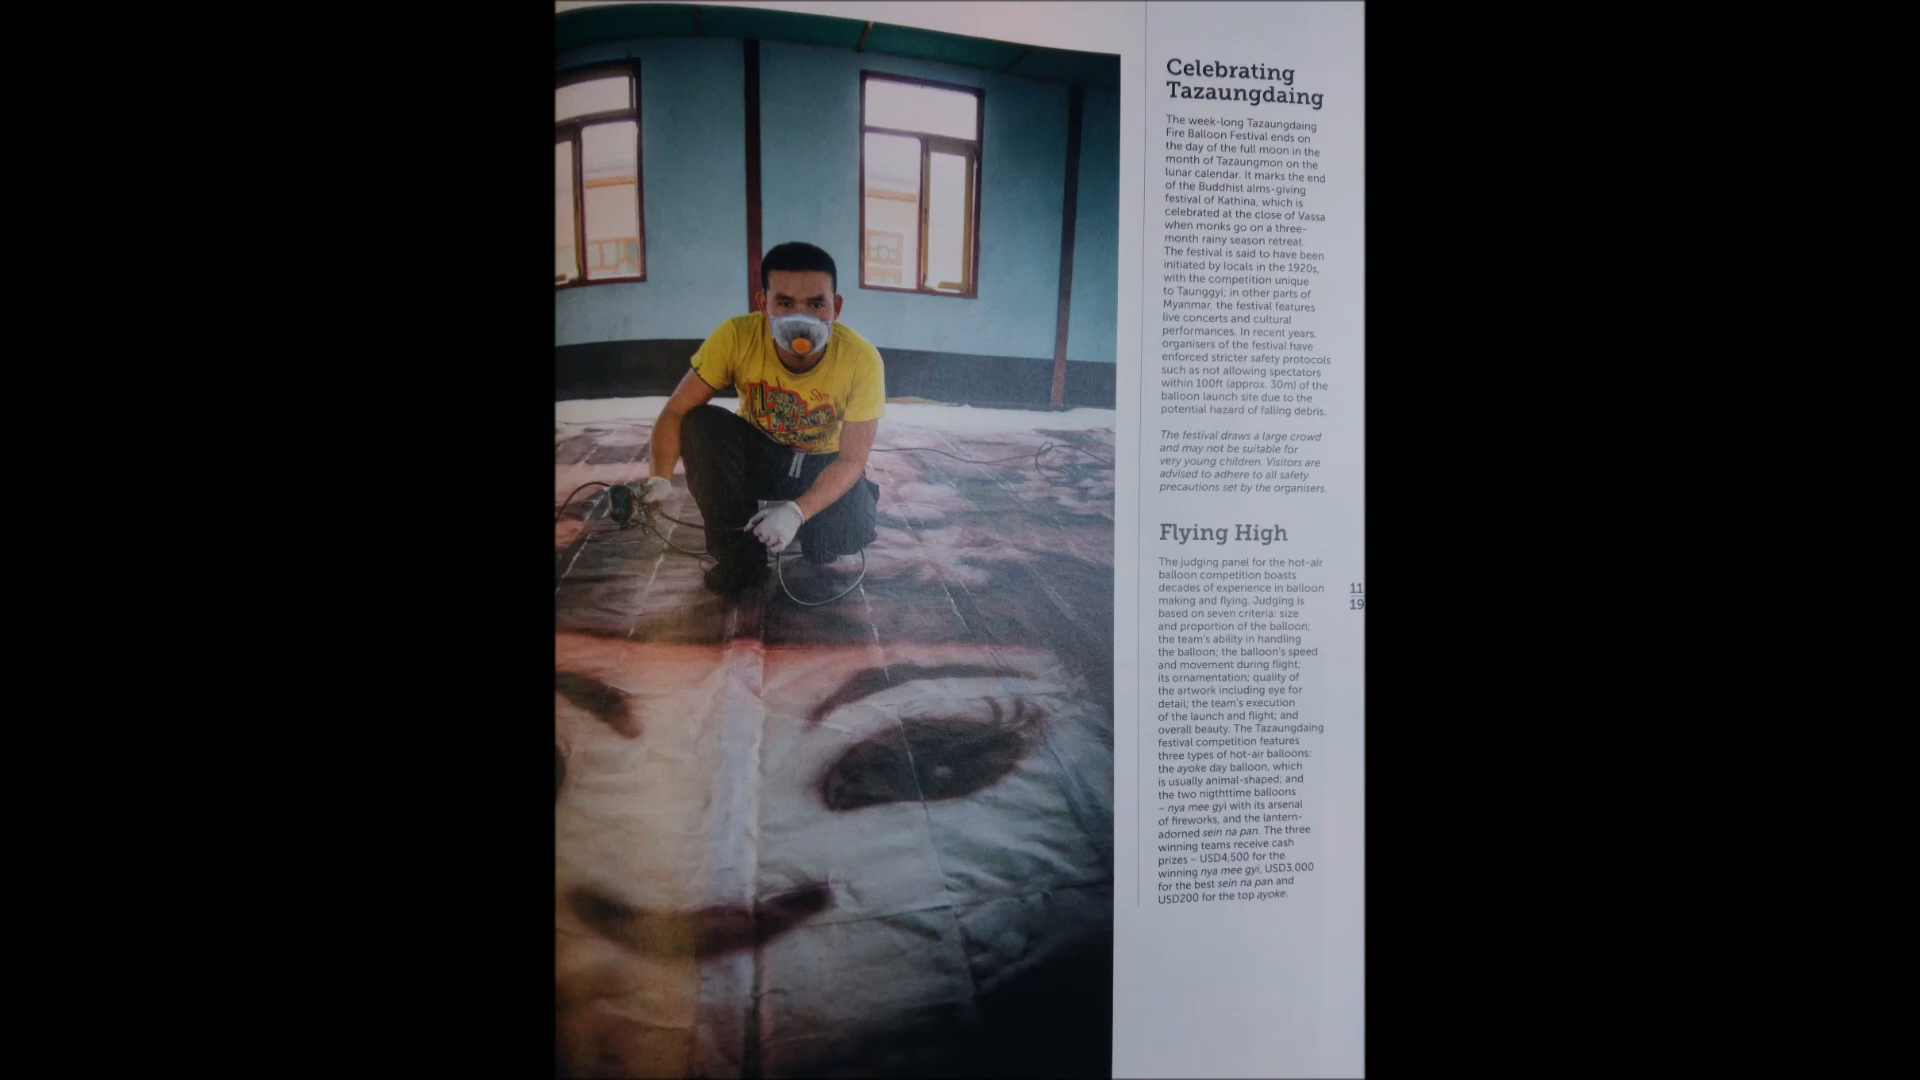 Celebrating
Tazaungdaing
The week-long Tazaungdaing
Fire Balloon Festival ends on
the day of the full moon in the
month of Tazaungmon on the
lunar calendar. It marks the end
of the Buddhist alms-giving
festival of Kathina, which is
celebrated at the close of Vassa
when monks go on a three-
month rainy season retreat.
The festival is said to have been
initiated by locals in the 1920s,
with the competition unique
to Taunggyi; in other parts of
Myanmar, the festival features
live concerts and cultural
performances. In recent years,
organisers of the festival have
enforced stricter safety protocols
such as not allowing spectators
within 100ft (approx. 30m) of the
balloon launch site due to the
potential hazard of falling debris.
The festival draws a large crowd
and may not be suitable for
very young children. Visitors are
advised to adhere to all safety
precautions set by the organisers.
Flying High
The judging panel for the hot-air
balloon competition boasts
decades of experience in balloon
making and flying. Judging is
based on seven criteria: size
and proportion of the balloon;
the team's ability in handling
the balloon; the balloon's speed
and movement during flight;
its ornamentation; quality of
the artwork including eye for
detail; the team's execution
of the launch and flight; and
overall beauty. The Tazaungdaing
festival competition features
three types of hot-air balloons:
the ayoke day balloon, which
is usually animal-shaped; and
the two nigthttime balloons
– nya mee gyi with its arsenal
of fireworks, and the lantern-
adorned sein na pan. The three
winning teams receive cash
prizes – USD4,500 for the
winning nya mee gyi, USD3,000
for the best sein na pan and
USD200 for the top ayoke.
11
19